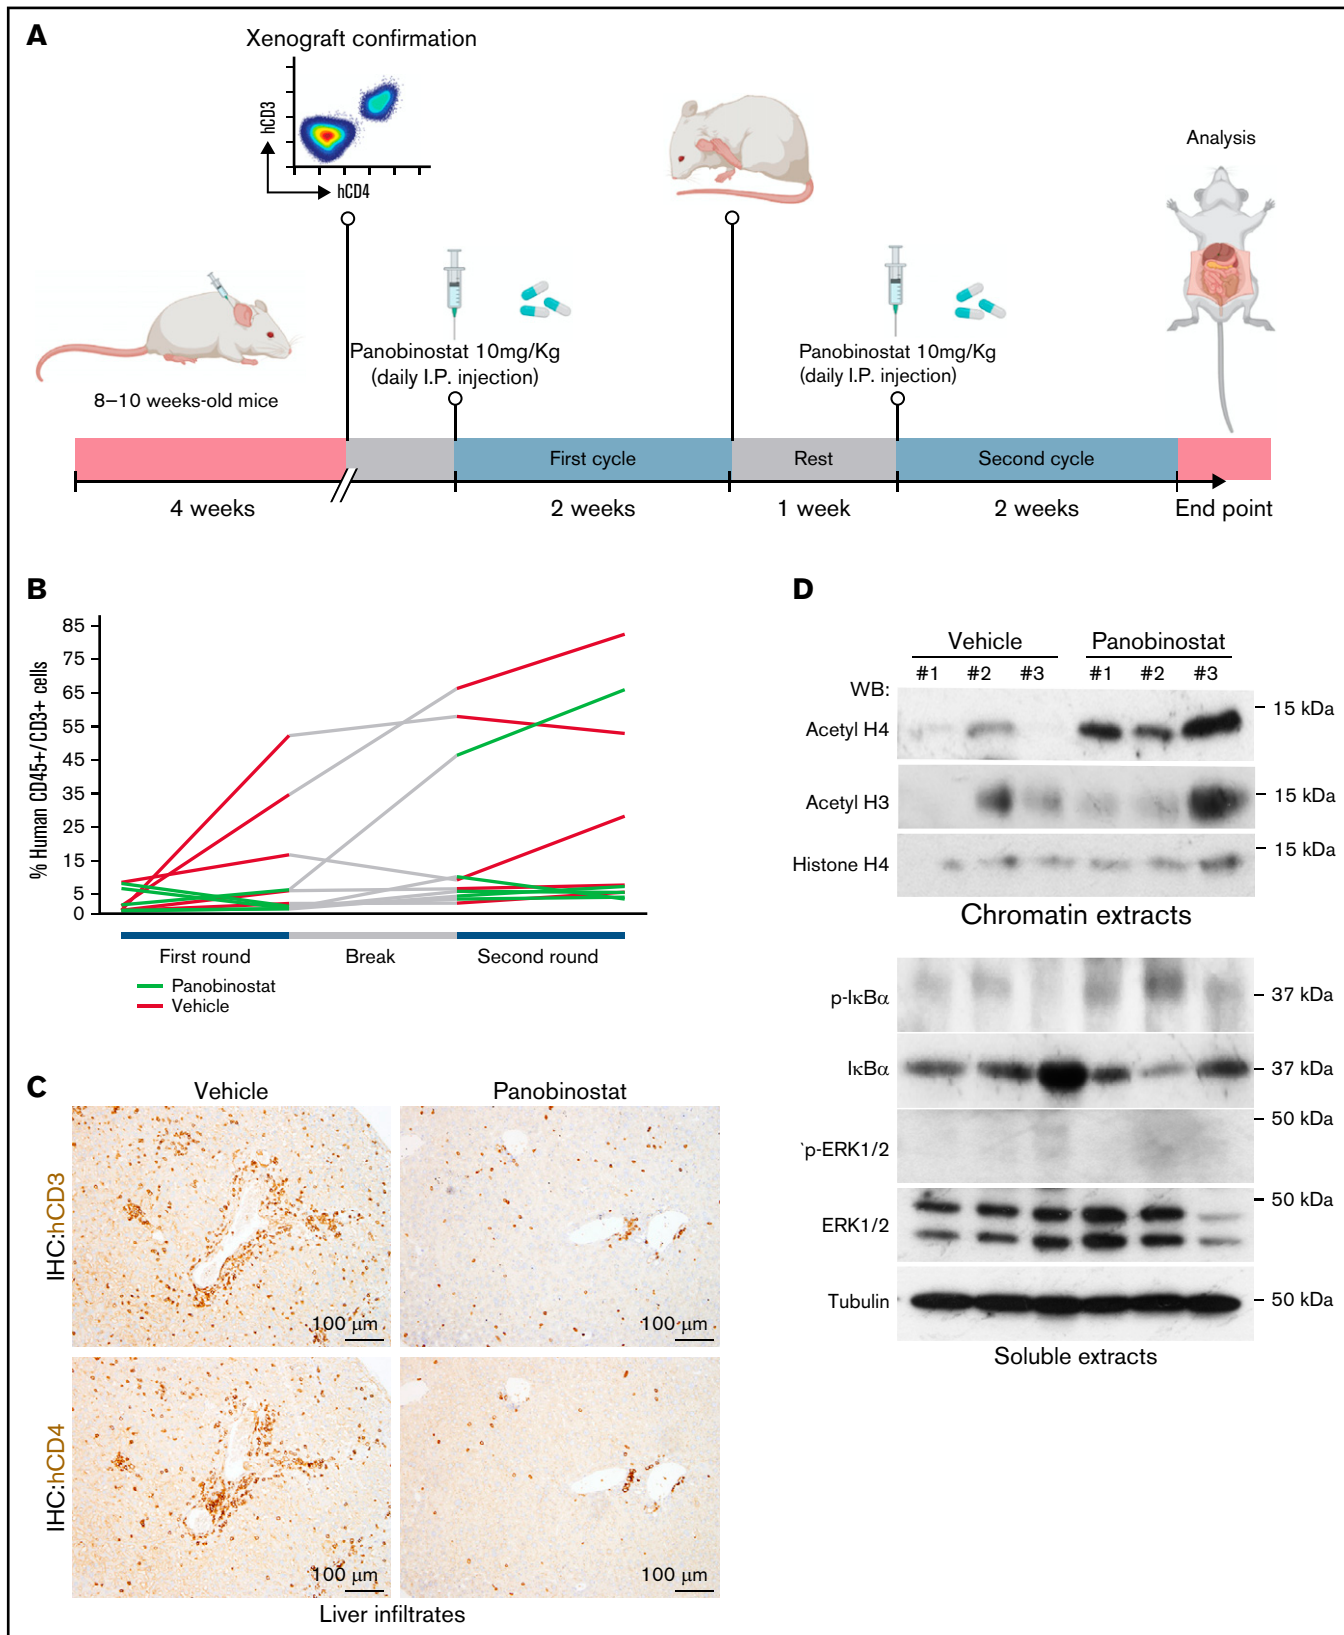 A
Xenograft confirmation
hCD3
hCD4
Analysis
8–10 weeks-old mice
Panobinostat 10mg/Kg
(daily I.P. injection)
Panobinostat 10mg/Kg
(daily I.P. injection)
First cycle
Rest
Second cycle
4 weeks
2 weeks
1 week
2 weeks
End point
B
% Human CD45+/CD3+ cells
85
75
65
55
45
35
25
15
5
0
First round
Break
Second round
Panobinostat
Vehicle
C
Vehicle
Panobinostat
IHC:hCD3
100 µm
100 µm
IHC:hCD4
100 µm
100 µm
Liver infiltrates
D
Vehicle
Panobinostat
#1 #2 #3 #1 #2 #3
WB:
Acetyl H4
15 kDa
Acetyl H3
15 kDa
Histone H4
15 kDa
Chromatin extracts
p-IκBα
37 kDa
IκBα
37 kDa
`p-ERK1/2
50 kDa
ERK1/2
50 kDa
Tubulin
50 kDa
Soluble extracts